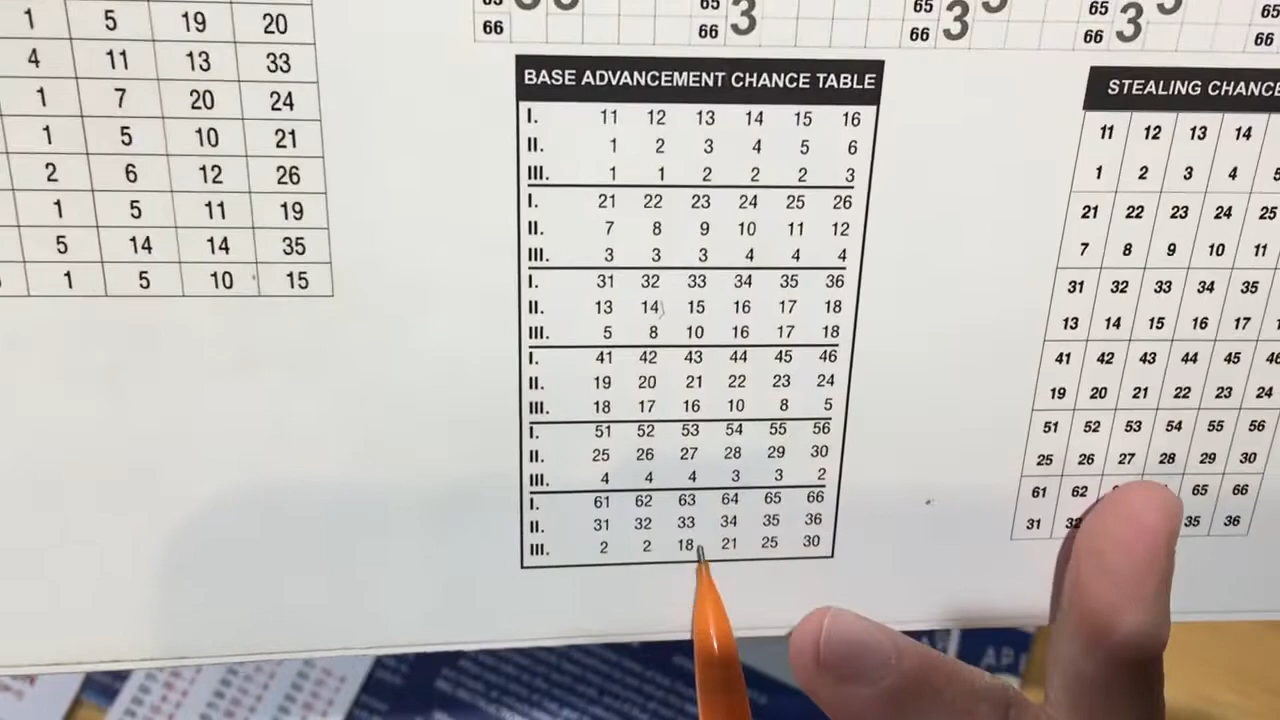 1 5 19 20
4 11 13 33
1 7 20 24
1 5 10 21
2 6 12 26
1 5 11 19
5 14 14 35
1 5 10 15
65 65 65
66 66 3 66 3 66 3 66
BASE ADVANCEMENT CHANCE TABLE
I. 11 12 13 14 15 16
II. 1 2 3 4 5 6
III. 1 1 2 2 2 3
I. 21 22 23 24 25 26
II. 7 8 9 10 11 12
III. 3 3 3 4 4 4
I. 31 32 33 34 35 36
II. 13 14 15 16 17 18
III. 5 8 10 16 17 18
I. 41 42 43 44 45 46
II. 19 20 21 22 23 24
III. 18 17 16 10 8 5
I. 51 52 53 54 55 56
II. 25 26 27 28 29 30
III. 4 4 4 3 3 2
I. 61 62 63 64 65 66
II. 31 32 33 34 35 36
III. 2 2 18 21 25 30
STEALING CHANCE
11 12 13 14
1 2 3 4 5
21 22 23 24 25
7 8 9 10 11
31 32 33 34 35
13 14 15 16 17
41 42 43 44 45 46
19 20 21 22 23 24
51 52 53 54 55 56
25 26 27 28 29 30
61 62 65 66
31 32 35 36